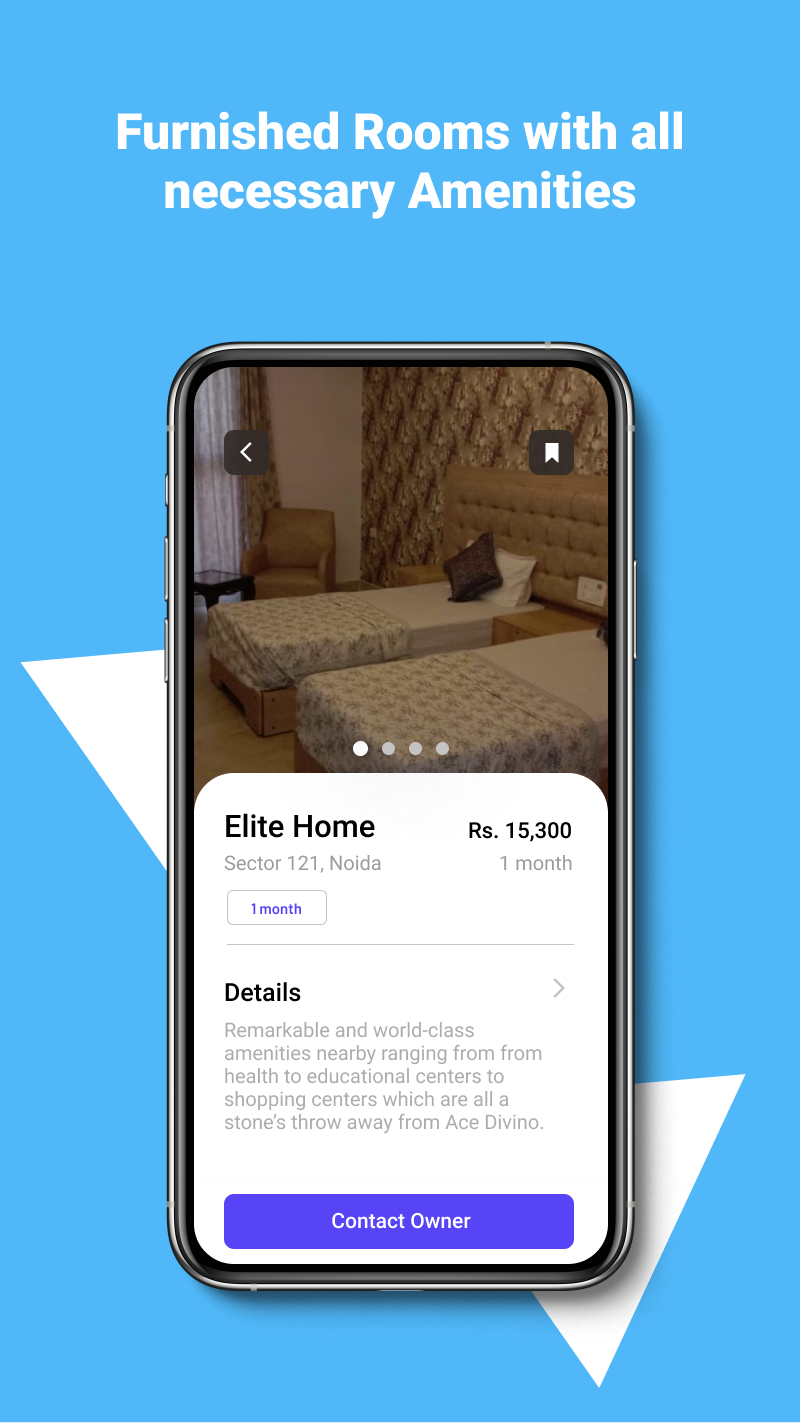 Furnished Rooms with all
necessary Amenities
Elite Home
Rs. 15,300
Sector 121, Noida
1 month
1 month
Details
Remarkable and world-class
amenities nearby ranging from from
health to educational centers to
shopping centers which are all a
stone’s throw away from Ace Divino.
Contact Owner